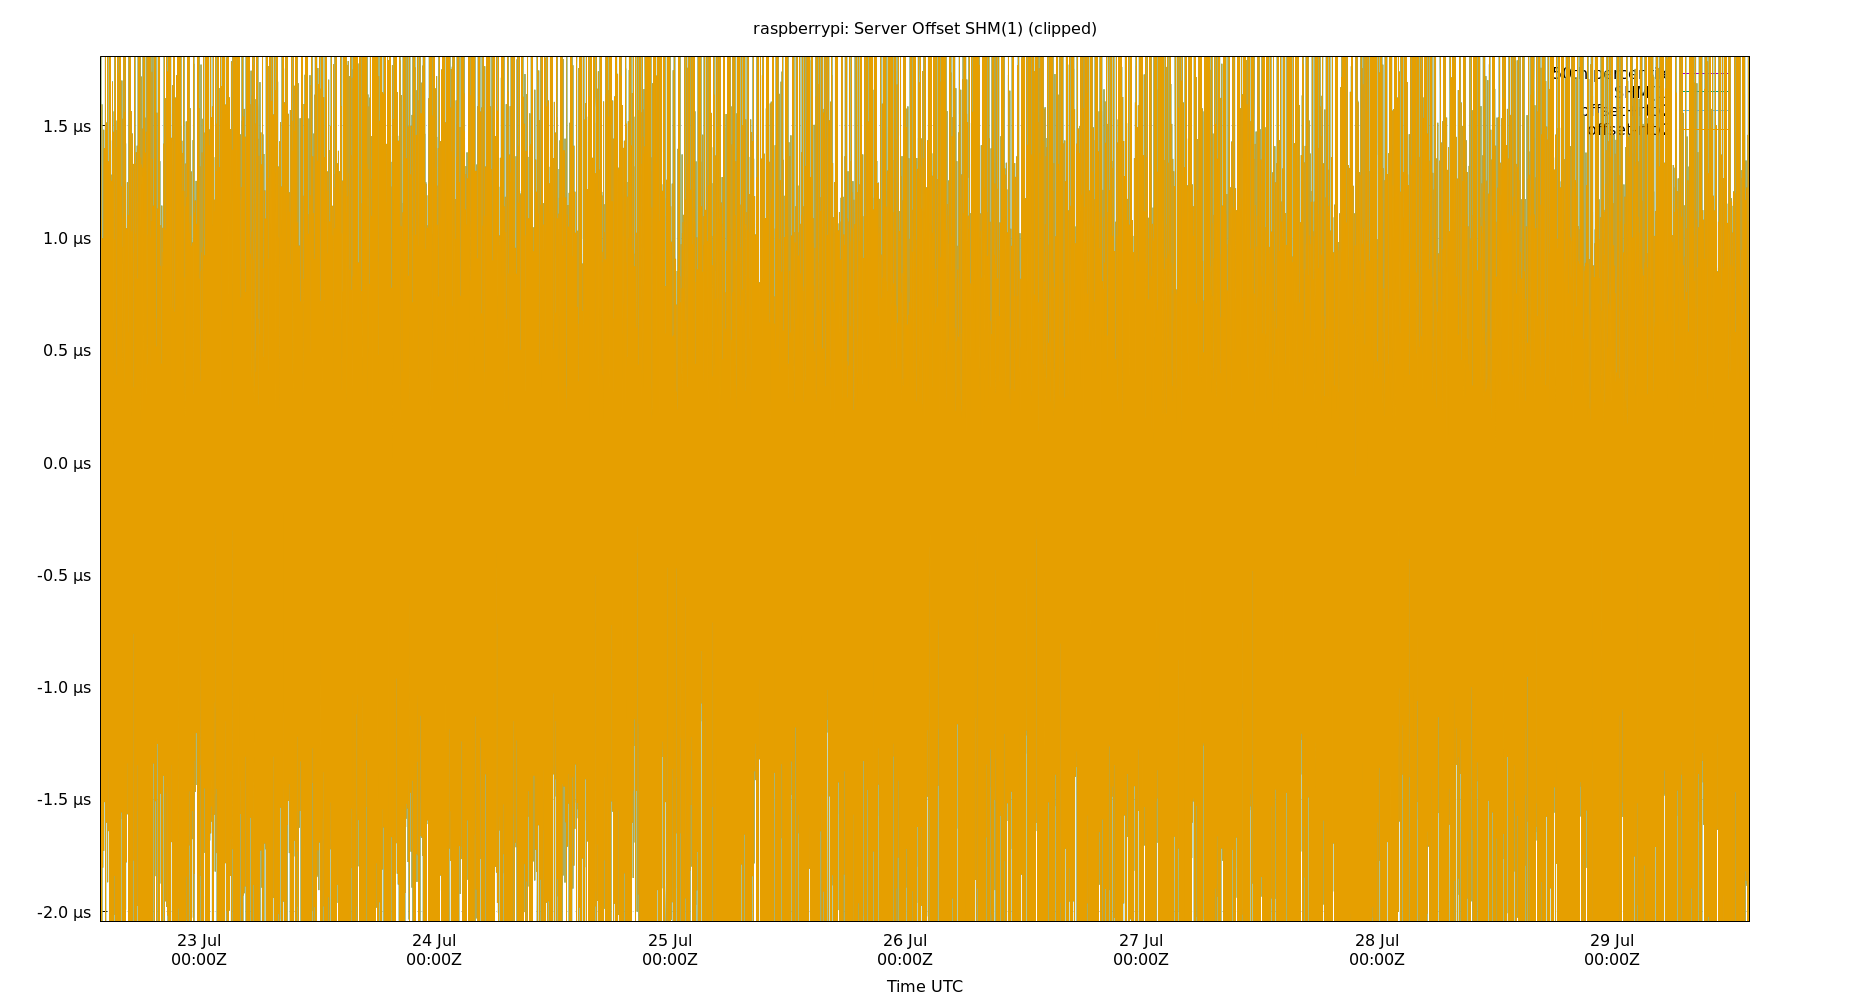 raspberrypi: Server Offset SHM(1) (clipped)
1.5 µs
1.0 µs
0.5 µs
0.0 µs
-0.5 µs
-1.0 µs
-1.5 µs
-2.0 µs
23 Jul
00:00Z
24 Jul
00:00Z
25 Jul
00:00Z
26 Jul
00:00Z
27 Jul
00:00Z
28 Jul
00:00Z
29 Jul
00:00Z
Time UTC